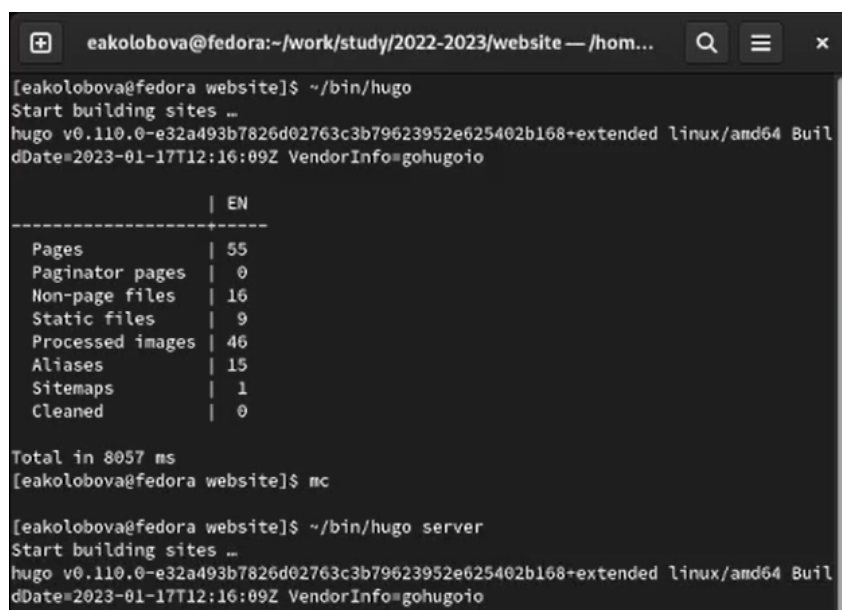 eakolobova@fedora:~/work/study/2022-2023/website — /hom...
[eakolobova@fedora website]$ ~/bin/hugo
Start building sites …
hugo v0.110.0-e32a493b7826d02763c3b79623952e625402b168+extended linux/amd64 Buil
dDate=2023-01-17T12:16:09Z VendorInfo=gohugoio
| EN
-------------------+-----
Pages | 55
Paginator pages | 0
Non-page files | 16
Static files | 9
Processed images | 46
Aliases | 15
Sitemaps | 1
Cleaned | 0
Total in 8057 ms
[eakolobova@fedora website]$ mc
[eakolobova@fedora website]$ ~/bin/hugo server
Start building sites …
hugo v0.110.0-e32a493b7826d02763c3b79623952e625402b168+extended linux/amd64 Buil
dDate=2023-01-17T12:16:09Z VendorInfo=gohugoio